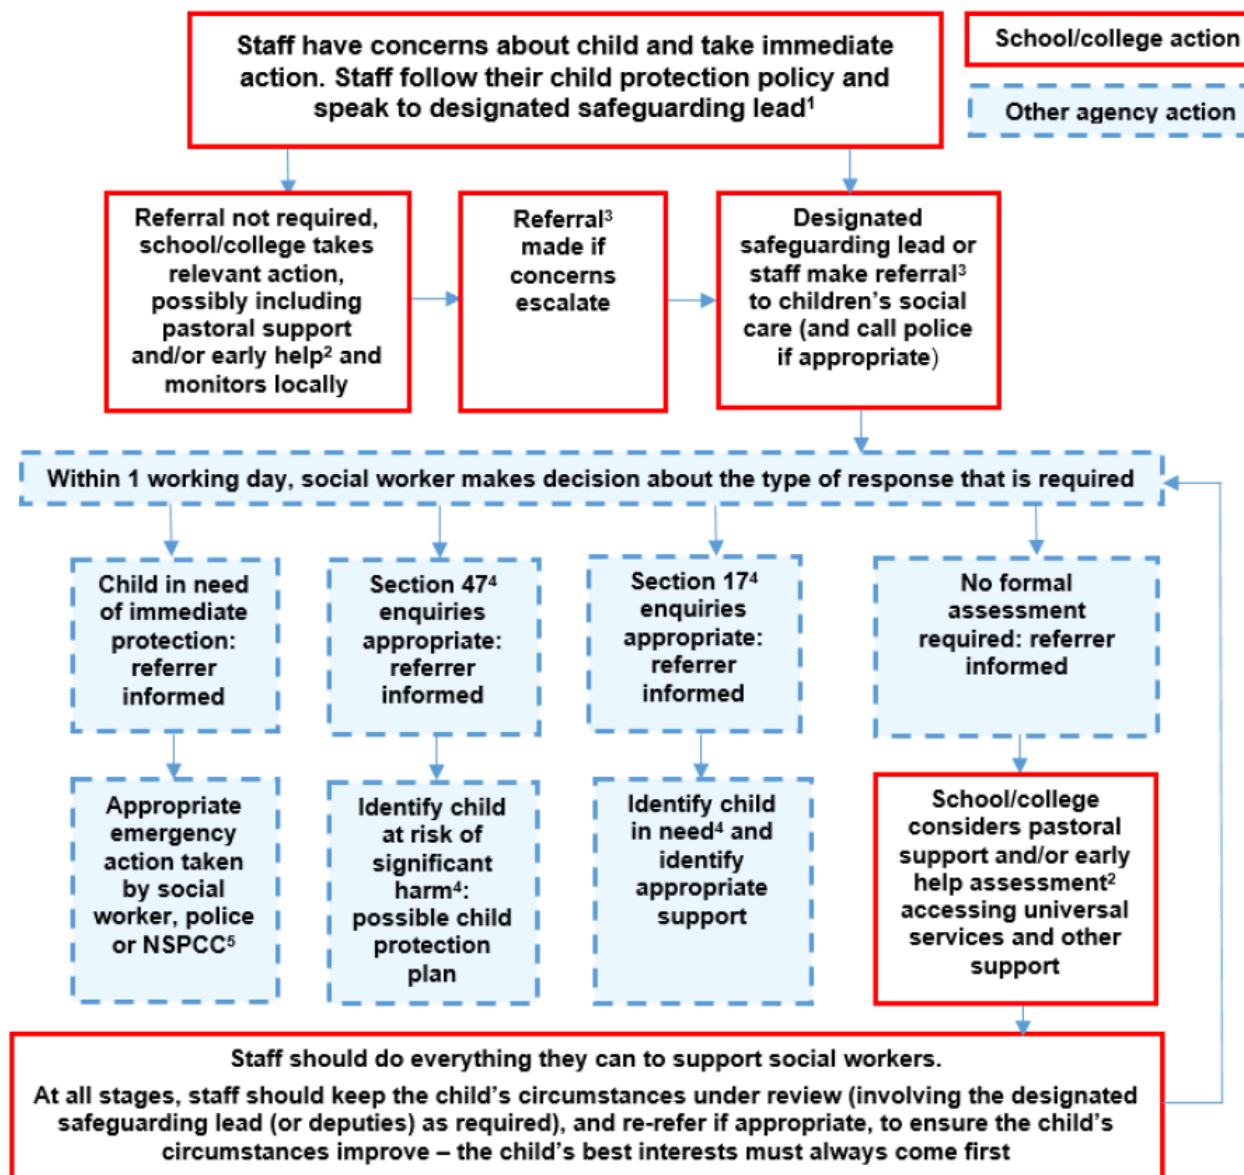 Staff have concerns about child and take immediate
action. Staff follow their child protection policy and
speak to designated safeguarding lead¹
School/college action
Other agency action
Referral not required,
school/college takes
relevant action,
possibly including
pastoral support
and/or early help² and
monitors locally
Referral³
made if
concerns
escalate
Designated
safeguarding lead or
staff make referral³
to children’s social
care (and call police
if appropriate)
Within 1 working day, social worker makes decision about the type of response that is required
Child in need
of immediate
protection:
referrer
informed
Section 47⁴
enquiries
appropriate:
referrer
informed
Section 17⁴
enquiries
appropriate:
referrer
informed
No formal
assessment
required: referrer
informed
Appropriate
emergency
action taken
by social
worker, police
or NSPCC⁵
Identify child
at risk of
significant
harm⁴:
possible child
protection
plan
Identify child
in need⁴ and
identify
appropriate
support
School/college
considers pastoral
support and/or early
help assessment²
accessing universal
services and other
support
Staff should do everything they can to support social workers.
At all stages, staff should keep the child’s circumstances under review (involving the designated
safeguarding lead (or deputies) as required), and re-refer if appropriate, to ensure the child’s
circumstances improve – the child’s best interests must always come first